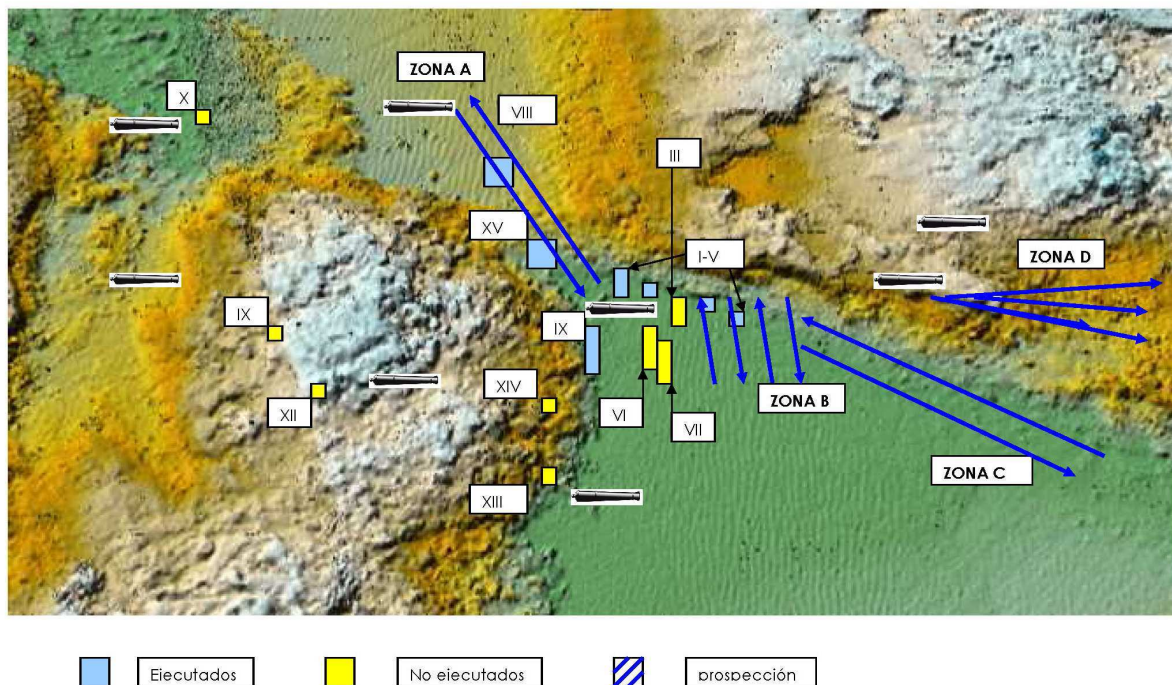 ZONA A
X
VIII
III
XV
I-V
ZONA D
IX
IX
XII
XIV
VI
VII
ZONA B
XIII
ZONA C
Ejecutados
No ejecutados
prospección